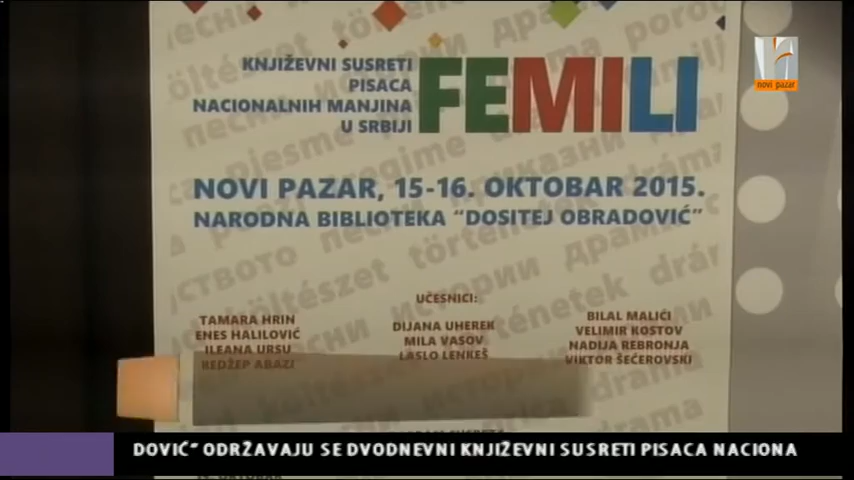 KNJIŽEVNI SUSRETI
PISACA
NACIONALNIH MANJINA
U SRBIJI
FEMILI
novi pazar
NOVI PAZAR, 15-16. OKTOBAR 2015.
NARODNA BIBLIOTEKA "DOSITEJ OBRADOVIĆ"
UČESNICI:
TAMARA HRIN
ENES HALILOVIĆ
ILEANA URSU
REDŽEP ABAZI
DIJANA UHEREK
MILA VASOV
LASLO LENKEŠ
BILAL MALIĆI
VELIMIR KOSTOV
NADIJA REBRONJA
VIKTOR ŠEĆEROVSKI
DOVIĆ" ODRŽAVAJU SE DVODNEVNI KNJIŽEVNI SUSRETI PISACA NACIONA